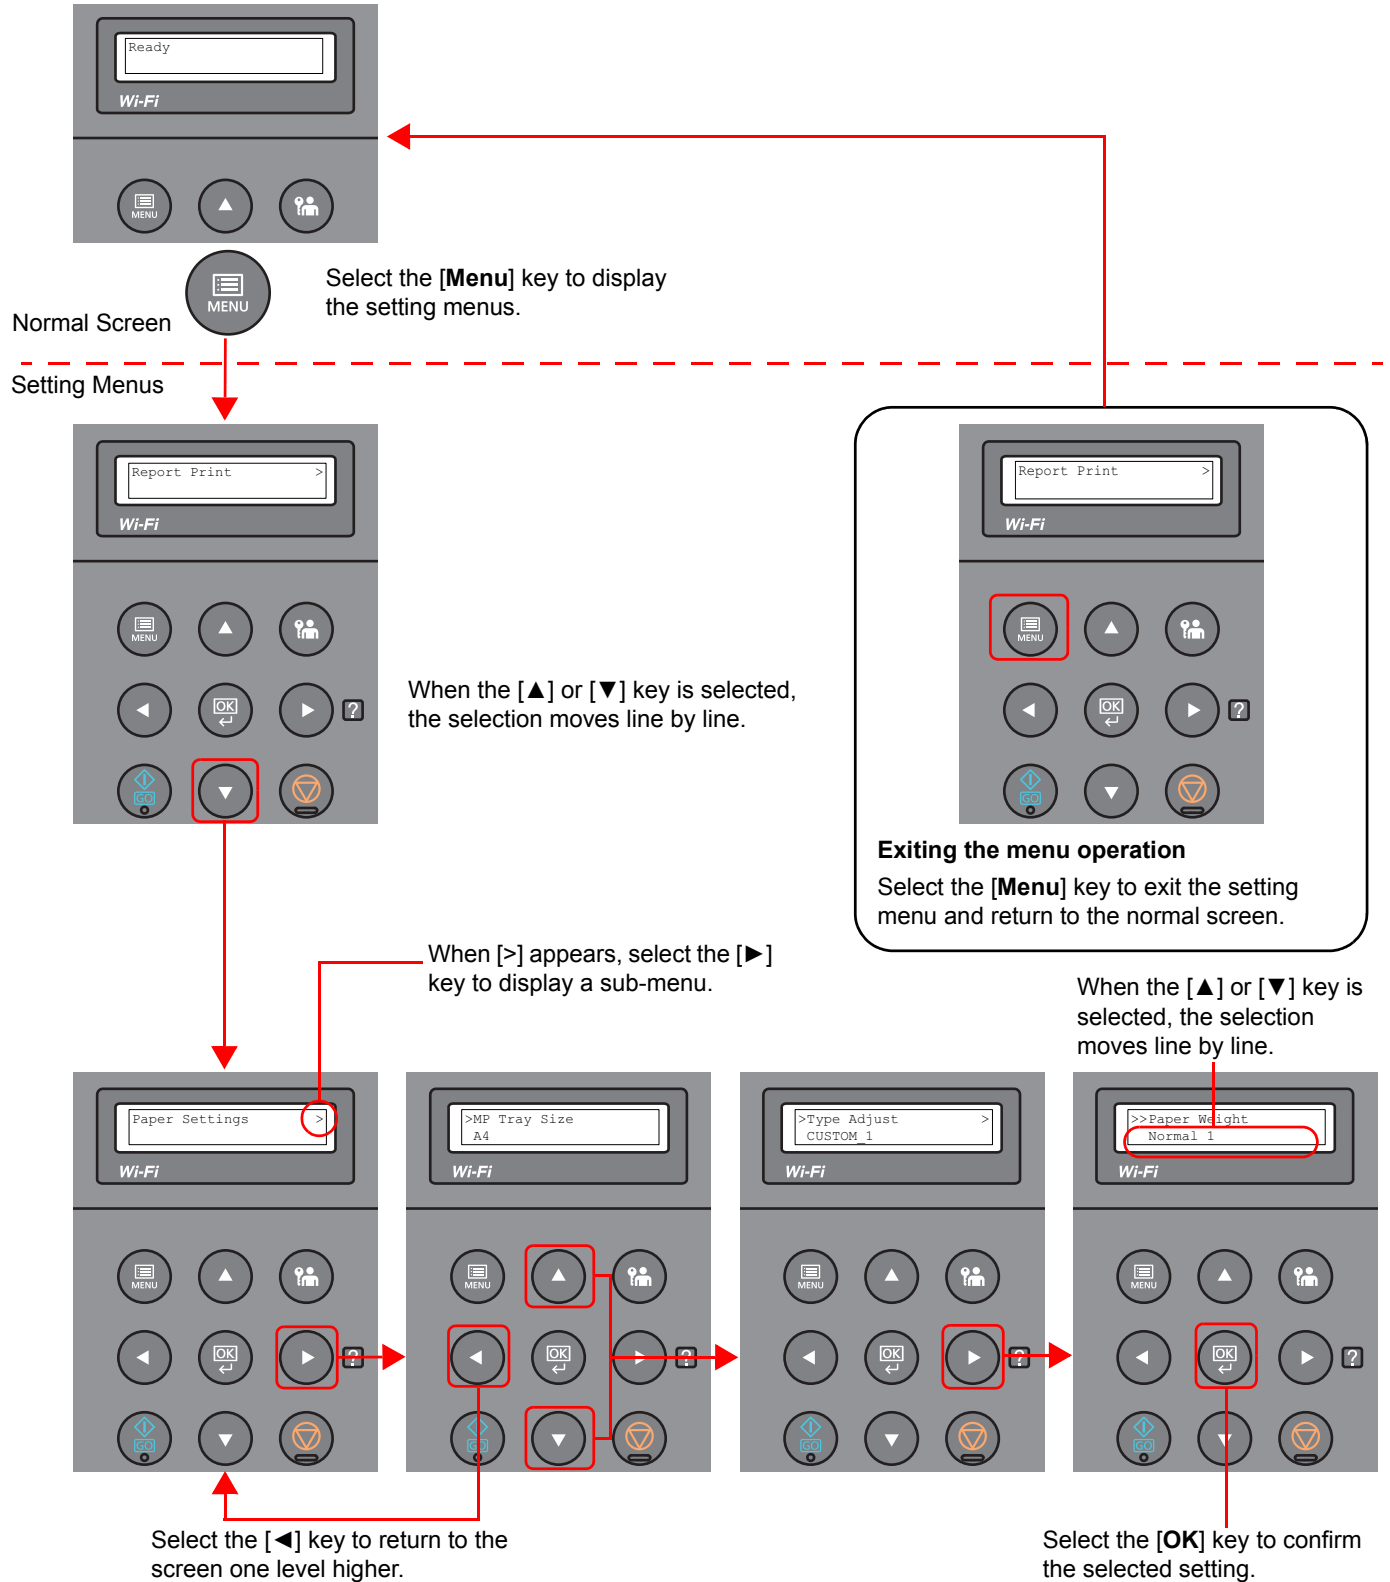 Ready
Wi-Fi
MENU
MENU
Select the [Menu] key to display
the setting menus.
Normal Screen
Setting Menus
Report Print >
Wi-Fi
MENU
OK
?
GO
When the [▲] or [▼] key is selected,
the selection moves line by line.
Report Print >
Wi-Fi
MENU
OK
?
GO
Exiting the menu operation
Select the [Menu] key to exit the setting
menu and return to the normal screen.
When [>] appears, select the [►]
key to display a sub-menu.
When the [▲] or [▼] key is
selected, the selection
moves line by line.
Paper Settings >
Wi-Fi
MENU
OK
?
GO
>MP Tray Size
A4
Wi-Fi
MENU
OK
?
GO
>Type Adjust >
CUSTOM_1
Wi-Fi
MENU
OK
?
GO
>>Paper Weight
Normal 1
Wi-Fi
MENU
OK
?
GO
Select the [◄] key to return to the
screen one level higher.
Select the [OK] key to confirm
the selected setting.